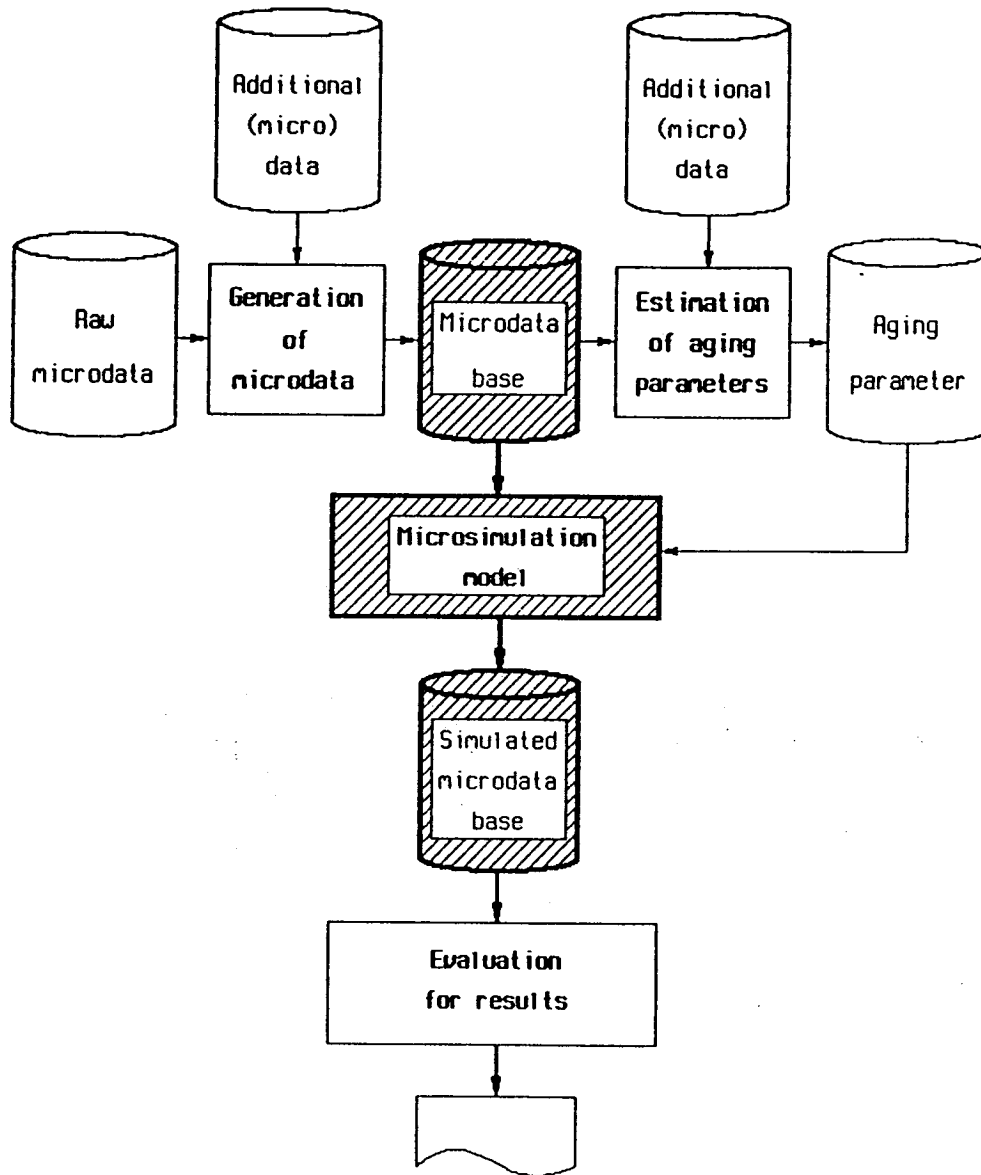 Additional
(micro)
data
Additional
(micro)
data
Raw
microdata
Generation
of
microdata
Microdata
base
Estimation
of aging
parameters
Aging
parameter
Microsimulation
model
Simulated
microdata
base
Evaluation
for results